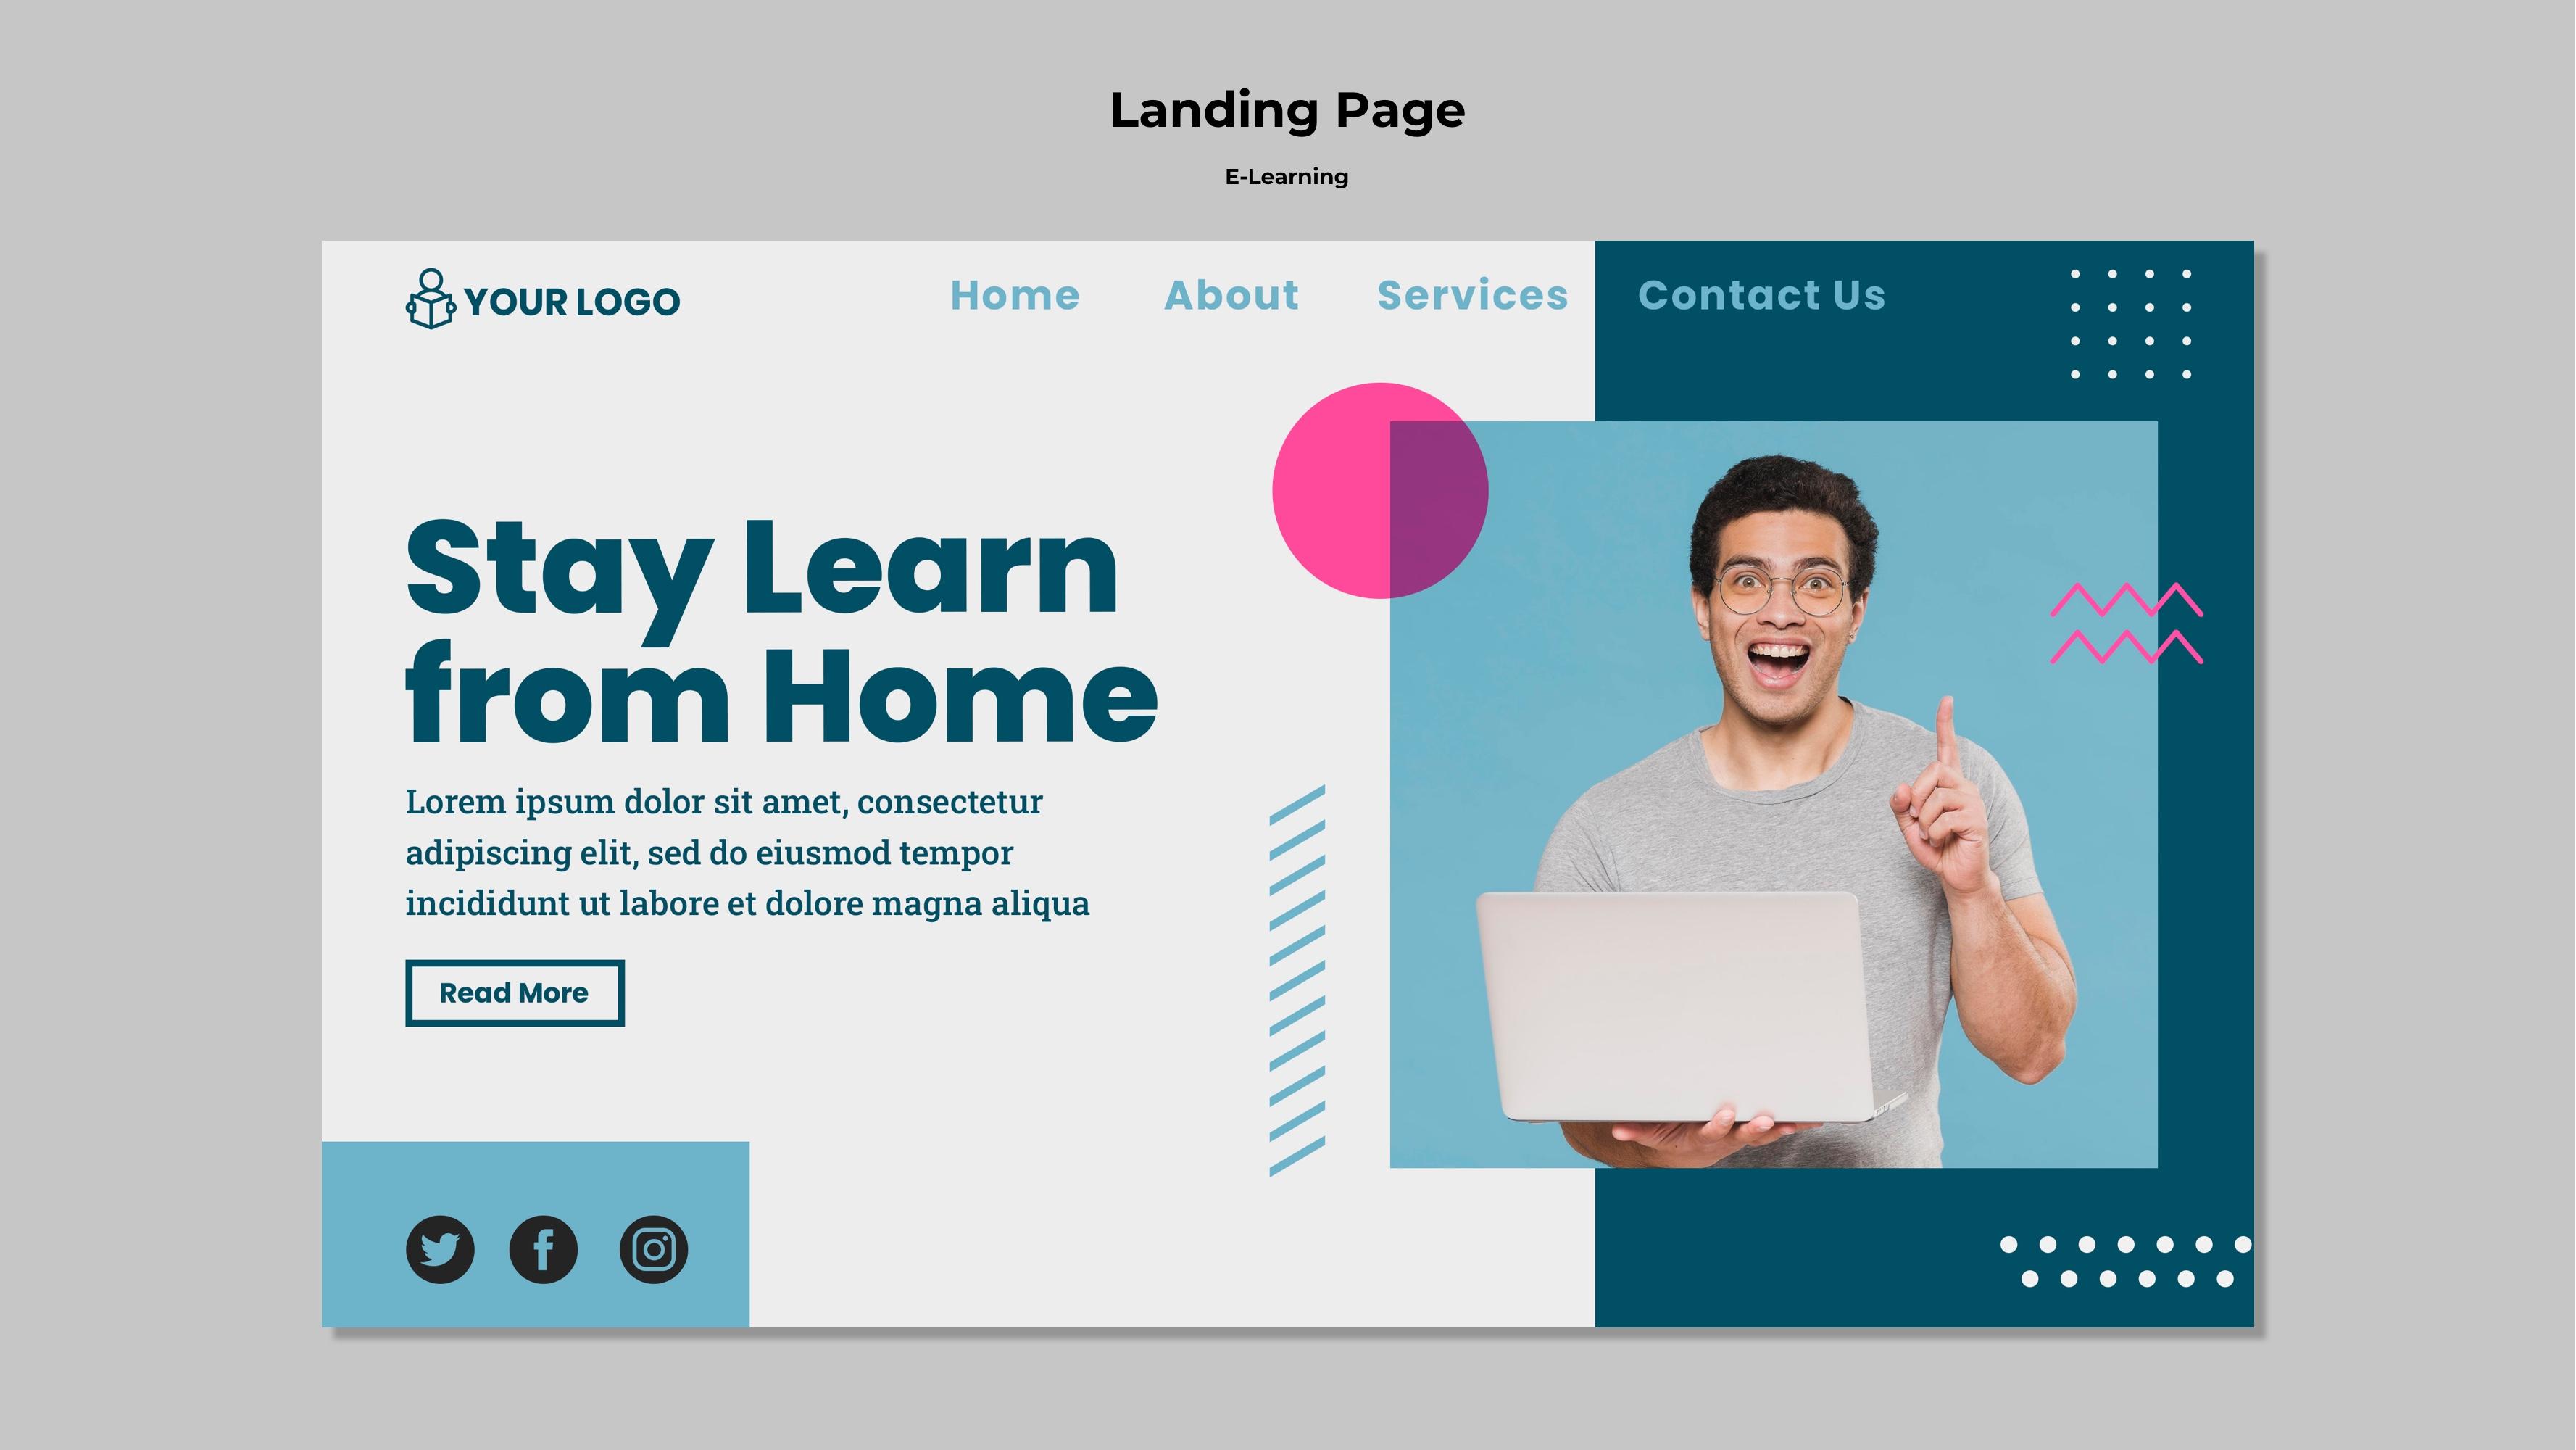 Landing Page
E-Learning
YOUR LOGO
Home About Services Contact Us
Stay Learn
from Home
Lorem ipsum dolor sit amet, consectetur
adipiscing elit, sed do eiusmod tempor
incididunt ut labore et dolore magna aliqua
Read More